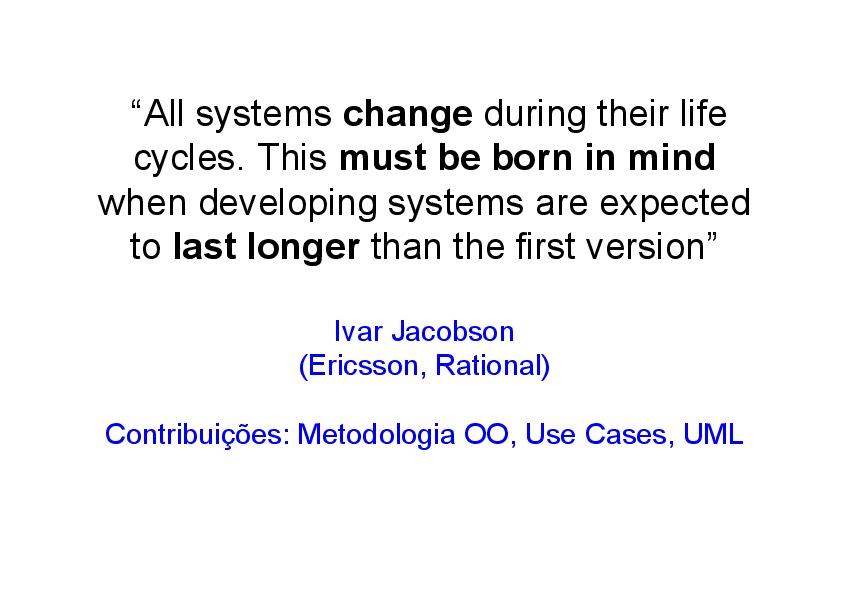 “All systems change during their life
cycles. This must be born in mind
when developing systems are expected
to last longer than the first version”
Ivar Jacobson
(Ericsson, Rational)
Contribuições: Metodologia OO, Use Cases, UML